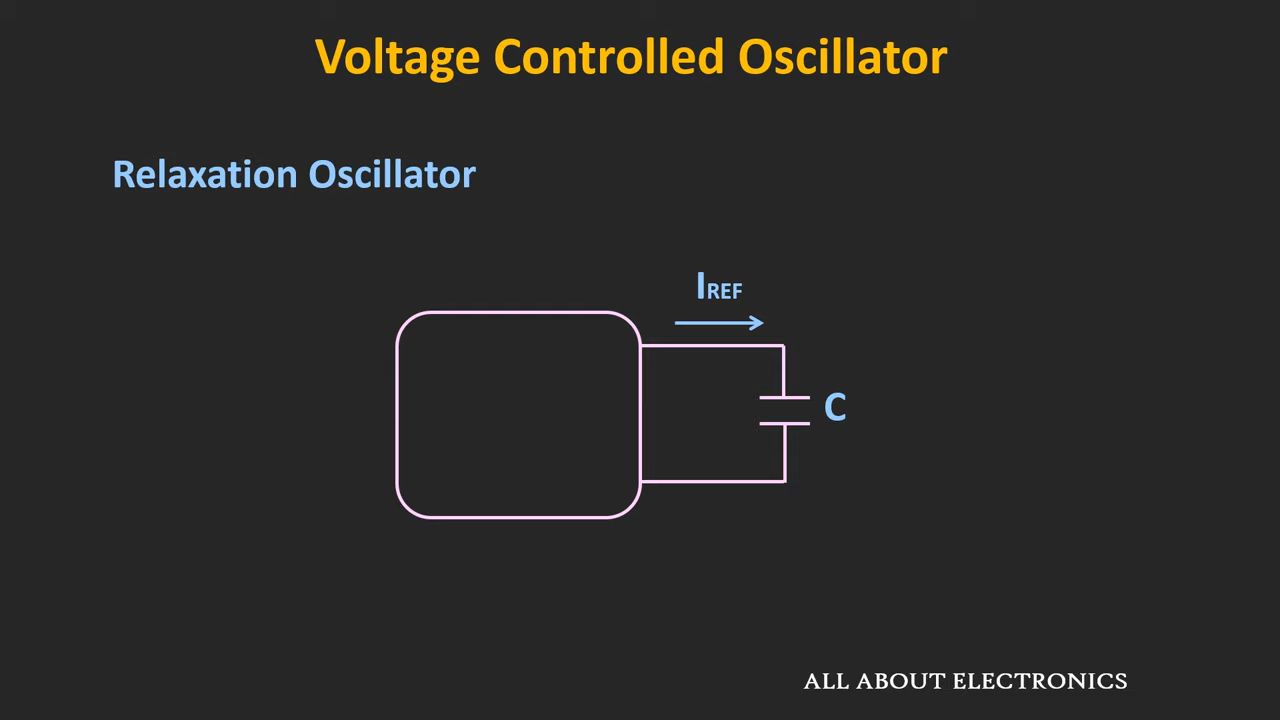 Voltage Controlled Oscillator
Relaxation Oscillator
IREF
C
ALL ABOUT ELECTRONICS